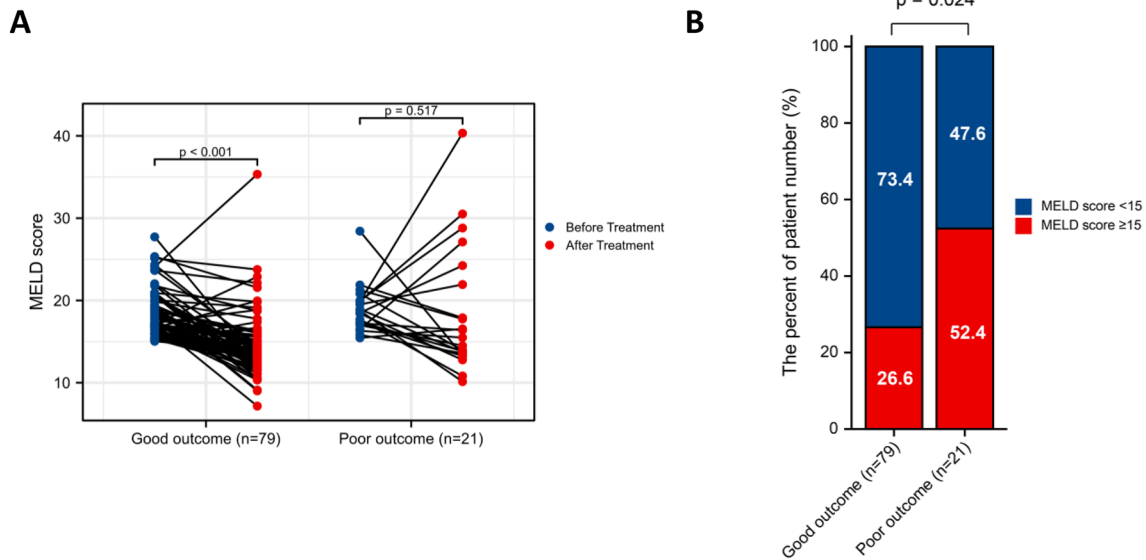 A
MELD score
40
30
20
10
p < 0.001
p = 0.517
Good outcome (n=79)
Poor outcome (n=21)
Before Treatment
After Treatment
B
p = 0.024
The percent of patient number (%)
100
80
60
40
20
0
73.4
26.6
47.6
52.4
Good outcome (n=79)
Poor outcome (n=21)
MELD score <15
MELD score ≥15